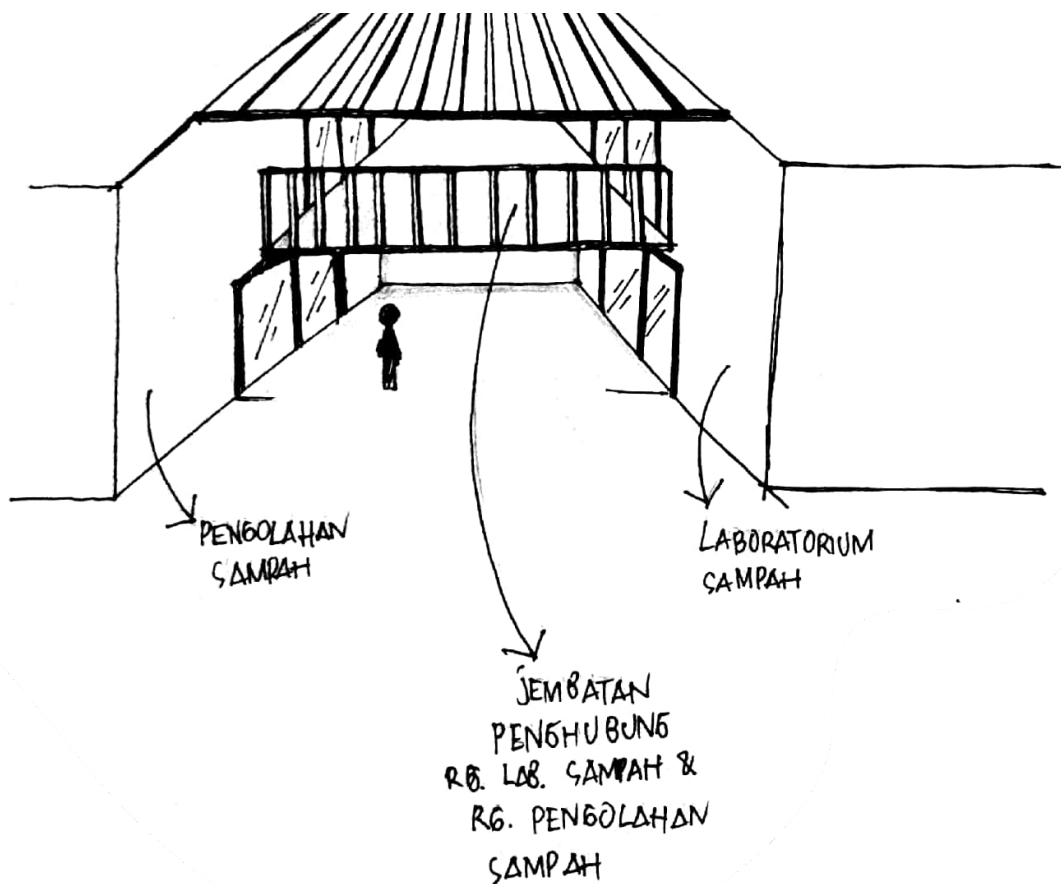 PENGOLAHAN
SAMPAH
LABORATORIUM
SAMPAH
JEMBATAN
PENGHUBUNG
RG. LAB. SAMPAH &
RG. PENGOLAHAN
SAMPAH